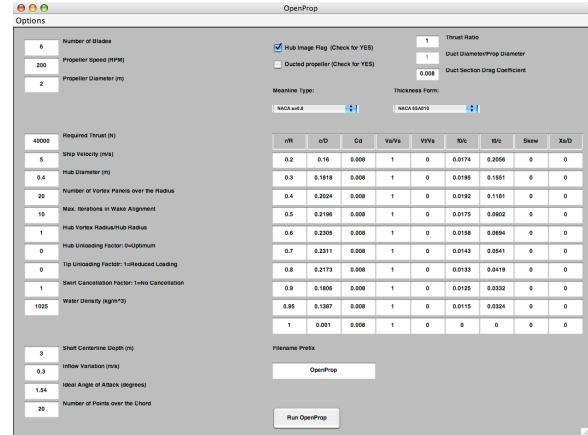 OpenProp
Options
6 Number of Blades
200 Propeller Speed (RPM)
2 Propeller Diameter (m)
Hub Image Flag (Check for YES)
Ducted propeller (Check for YES)
1 Thrust Ratio
1 Duct Diameter/Prop Diameter
0.008 Duct Section Drag Coefficient
Meanline Type: Thickness Form:
NACA a=0.8 NACA 65A010
40000 Required Thrust (N)
5 Ship Velocity (m/s)
0.4 Hub Diameter (m)
20 Number of Vortex Panels over the Radius
10 Max. Iterations in Wake Alignment
1 Hub Vortex Radius/Hub Radius
0 Hub Unloading Factor: 0=Optimum
0 Tip Unloading Factor: 1=Reduced Loading
1 Swirl Cancellation Factor: 1=No Cancellation
1025 Water Density (kg/m^3)
r/R c/D Cd Va/Vs Vt/Vs f0/c t0/c Skew Xs/D
0.2 0.16 0.008 1 0 0.0174 0.2056 0 0
0.3 0.1818 0.008 1 0 0.0195 0.1551 0 0
0.4 0.2024 0.008 1 0 0.0192 0.1181 0 0
0.5 0.2196 0.008 1 0 0.0175 0.0902 0 0
0.6 0.2305 0.008 1 0 0.0158 0.0694 0 0
0.7 0.2311 0.008 1 0 0.0143 0.0541 0 0
0.8 0.2173 0.008 1 0 0.0133 0.0419 0 0
0.9 0.1806 0.008 1 0 0.0125 0.0332 0 0
0.95 0.1387 0.008 1 0 0.0115 0.0324 0 0
1 0.001 0.008 1 0 0 0 0 0
3 Shaft Centerline Depth (m)
0.3 Inflow Variation (m/s)
1.54 Ideal Angle of Attack (degrees)
20 Number of Points over the Chord
Filename Prefix
OpenProp
Run OpenProp